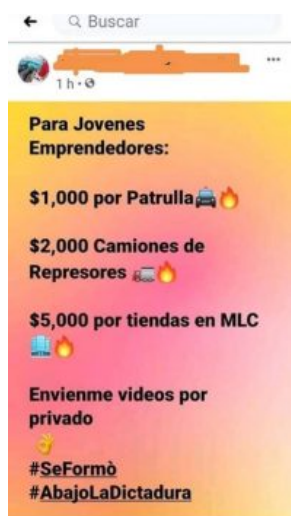 Buscar
1 h
Para Jovenes
Emprendedores:
$1,000 por Patrulla🚔🔥
$2,000 Camiones de
Represores 🚛🔥
$5,000 por tiendas en MLC
🏢🔥
Envienme videos por
privado
👌
#SeFormò
#AbajoLaDictadura